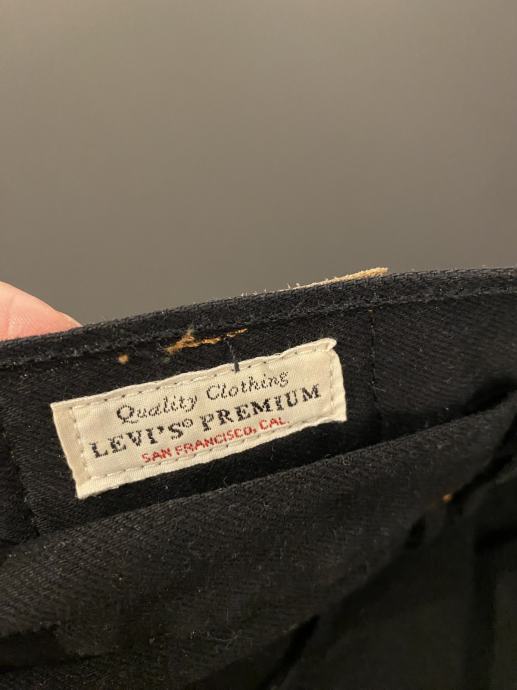 Quality Clothing
LEVI'S® PREMIUM
SAN FRANCISCO, CAL.